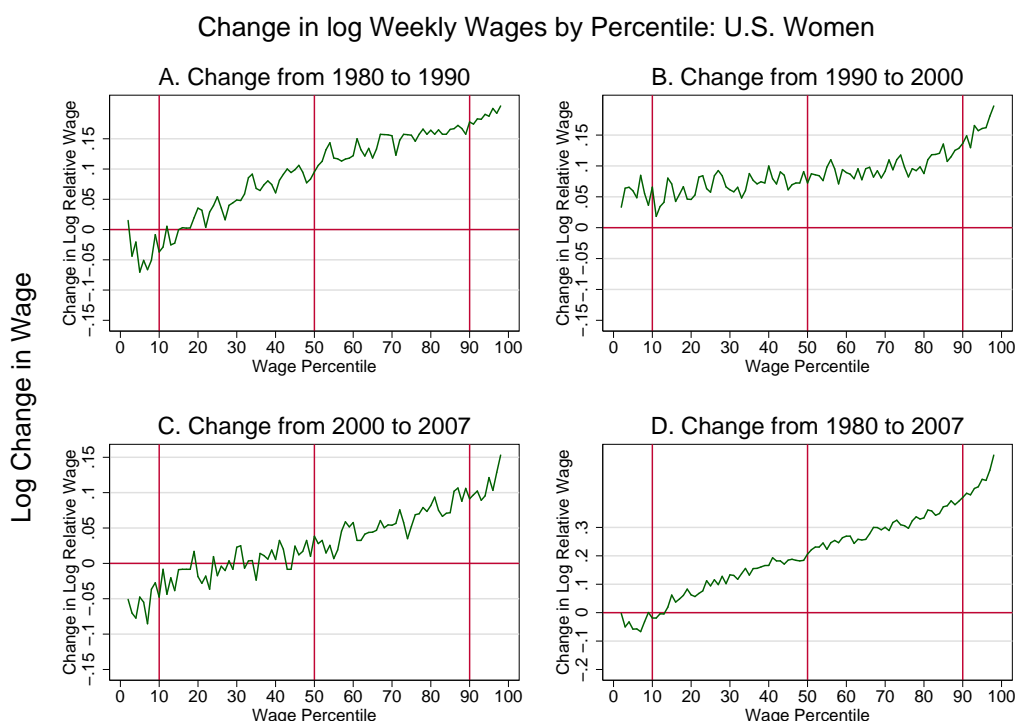 Change in log Weekly Wages by Percentile: U.S. Women
Log Change in Wage
A. Change from 1980 to 1990
Change in Log Relative Wage
-.15 -.1 -.05 0 .05 .1 .15
0 10 20 30 40 50 60 70 80 90 100
Wage Percentile
B. Change from 1990 to 2000
Change in Log Relative Wage
-.15 -.1 -.05 0 .05 .1 .15
0 10 20 30 40 50 60 70 80 90 100
Wage Percentile
C. Change from 2000 to 2007
Change in Log Relative Wage
-.15 -.1 -.05 0 .05 .1 .15
0 10 20 30 40 50 60 70 80 90 100
Wage Percentile
D. Change from 1980 to 2007
Change in Log Relative Wage
-.2 -.1 0 .1 .2 .3
0 10 20 30 40 50 60 70 80 90 100
Wage Percentile